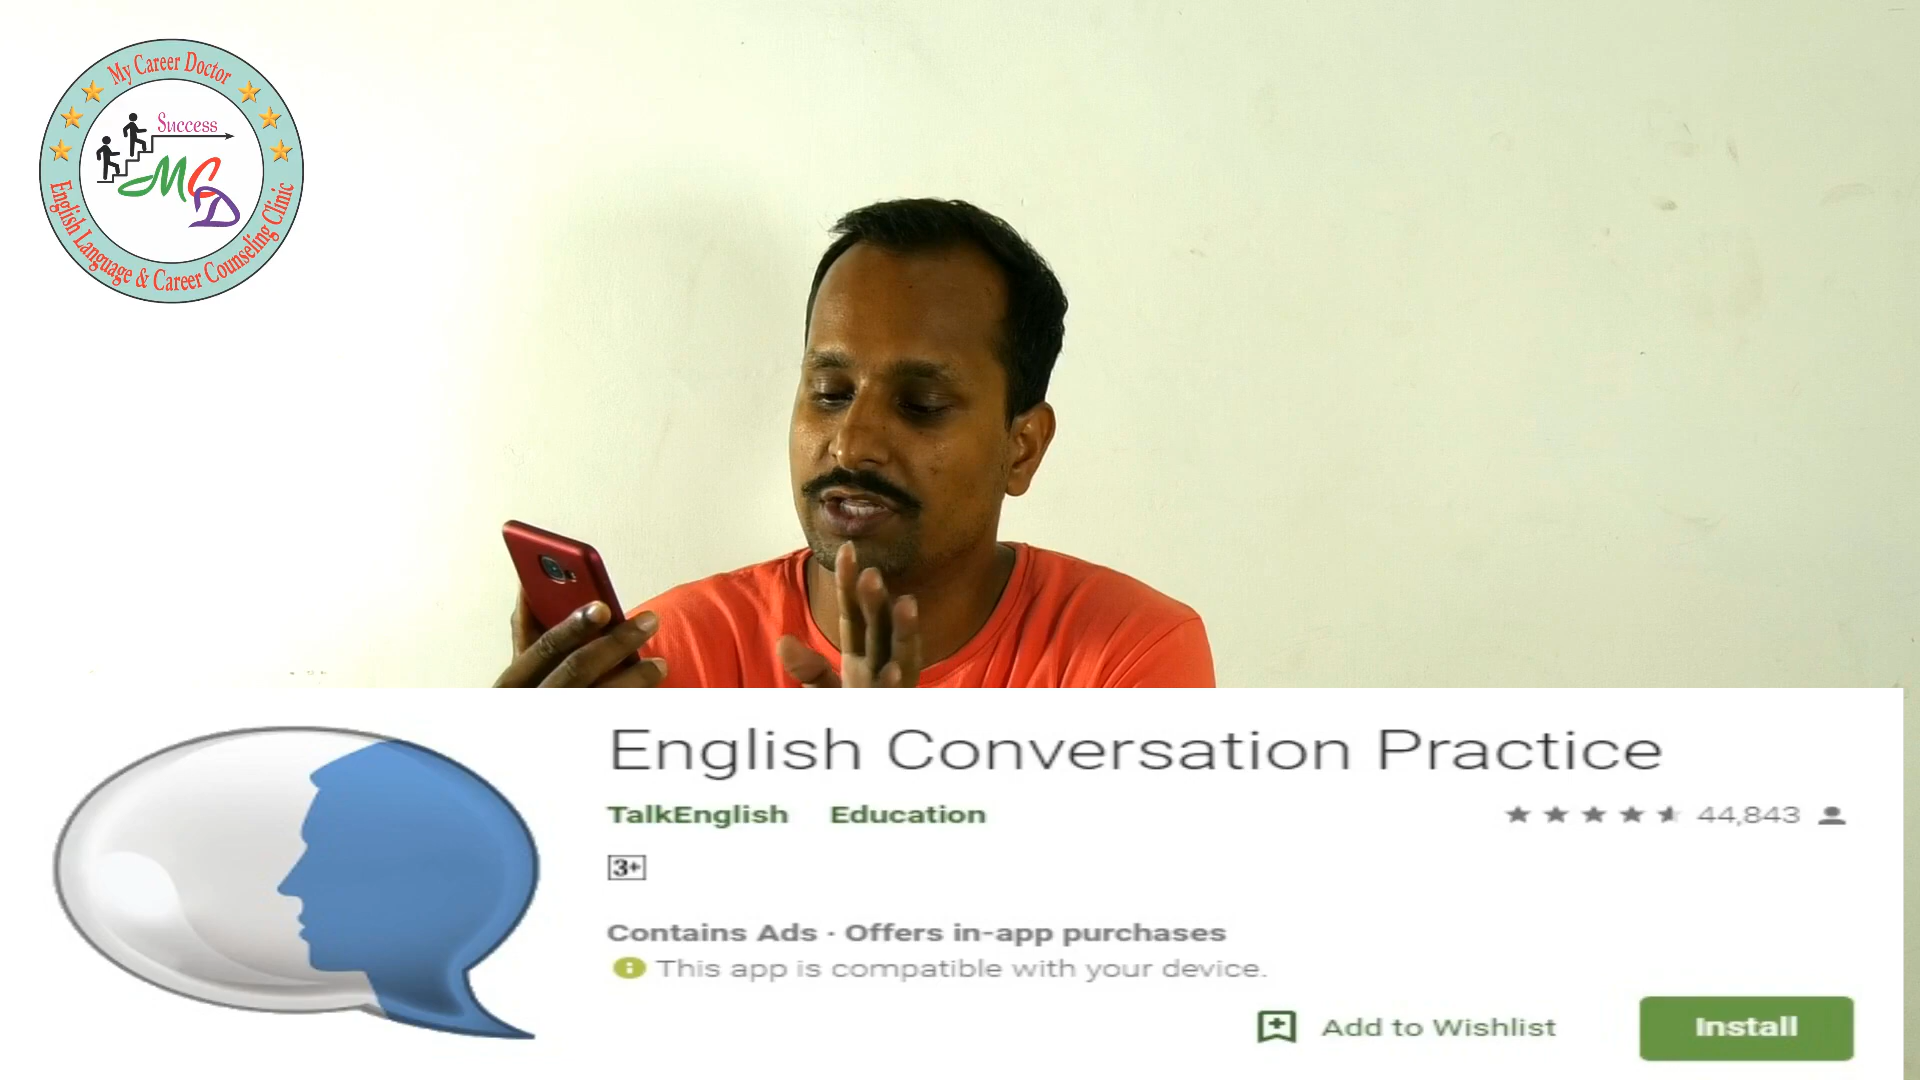 My Career Doctor
Success
MCD
English Language & Career Counseling Clinic
English Conversation Practice
TalkEnglish Education
44,843
3+
Contains Ads · Offers in-app purchases
This app is compatible with your device.
Add to Wishlist
Install